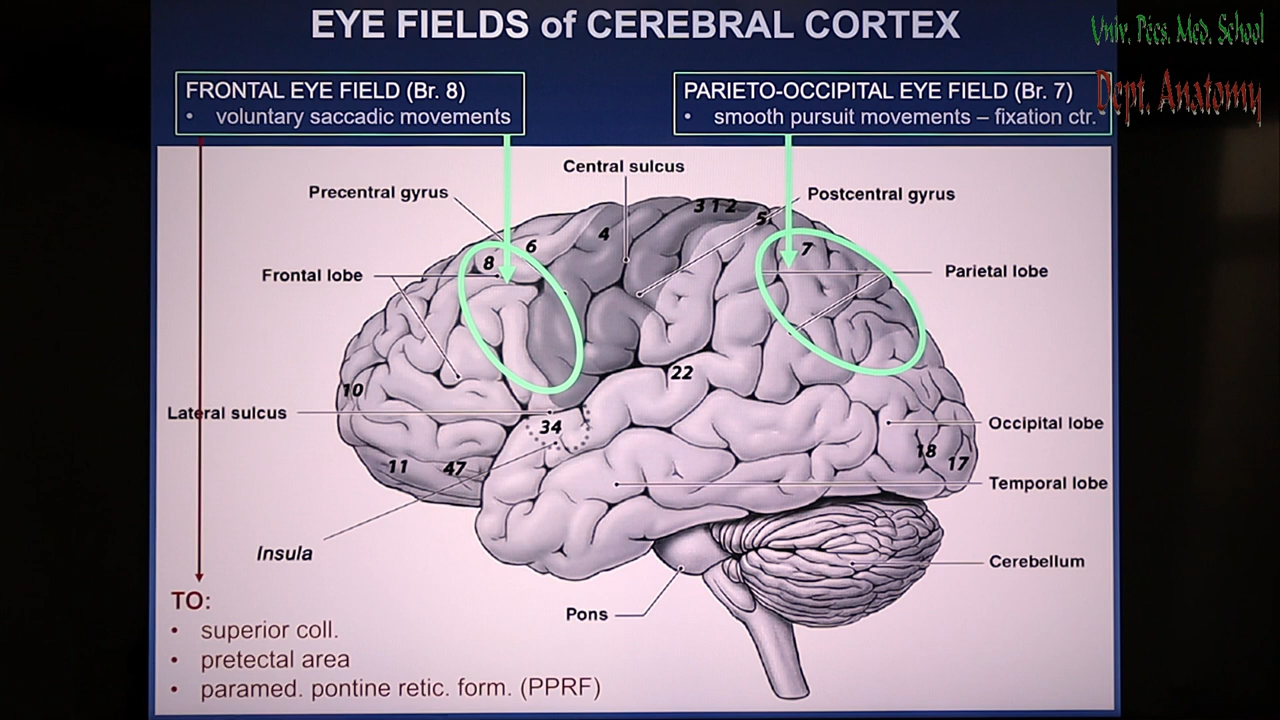 EYE FIELDS of CEREBRAL CORTEX
Univ. Pécs. Med. School
Dept. Anatomy
FRONTAL EYE FIELD (Br. 8)
• voluntary saccadic movements
PARIETO-OCCIPITAL EYE FIELD (Br. 7)
• smooth pursuit movements – fixation ctr.
Central sulcus
Precentral gyrus
Postcentral gyrus
3 1 2
5
4
6
7
8
Frontal lobe
Parietal lobe
22
10
Lateral sulcus
34
Occipital lobe
18
17
11
47
Temporal lobe
Insula
Cerebellum
Pons
TO:
• superior coll.
• pretectal area
• paramed. pontine retic. form. (PPRF)